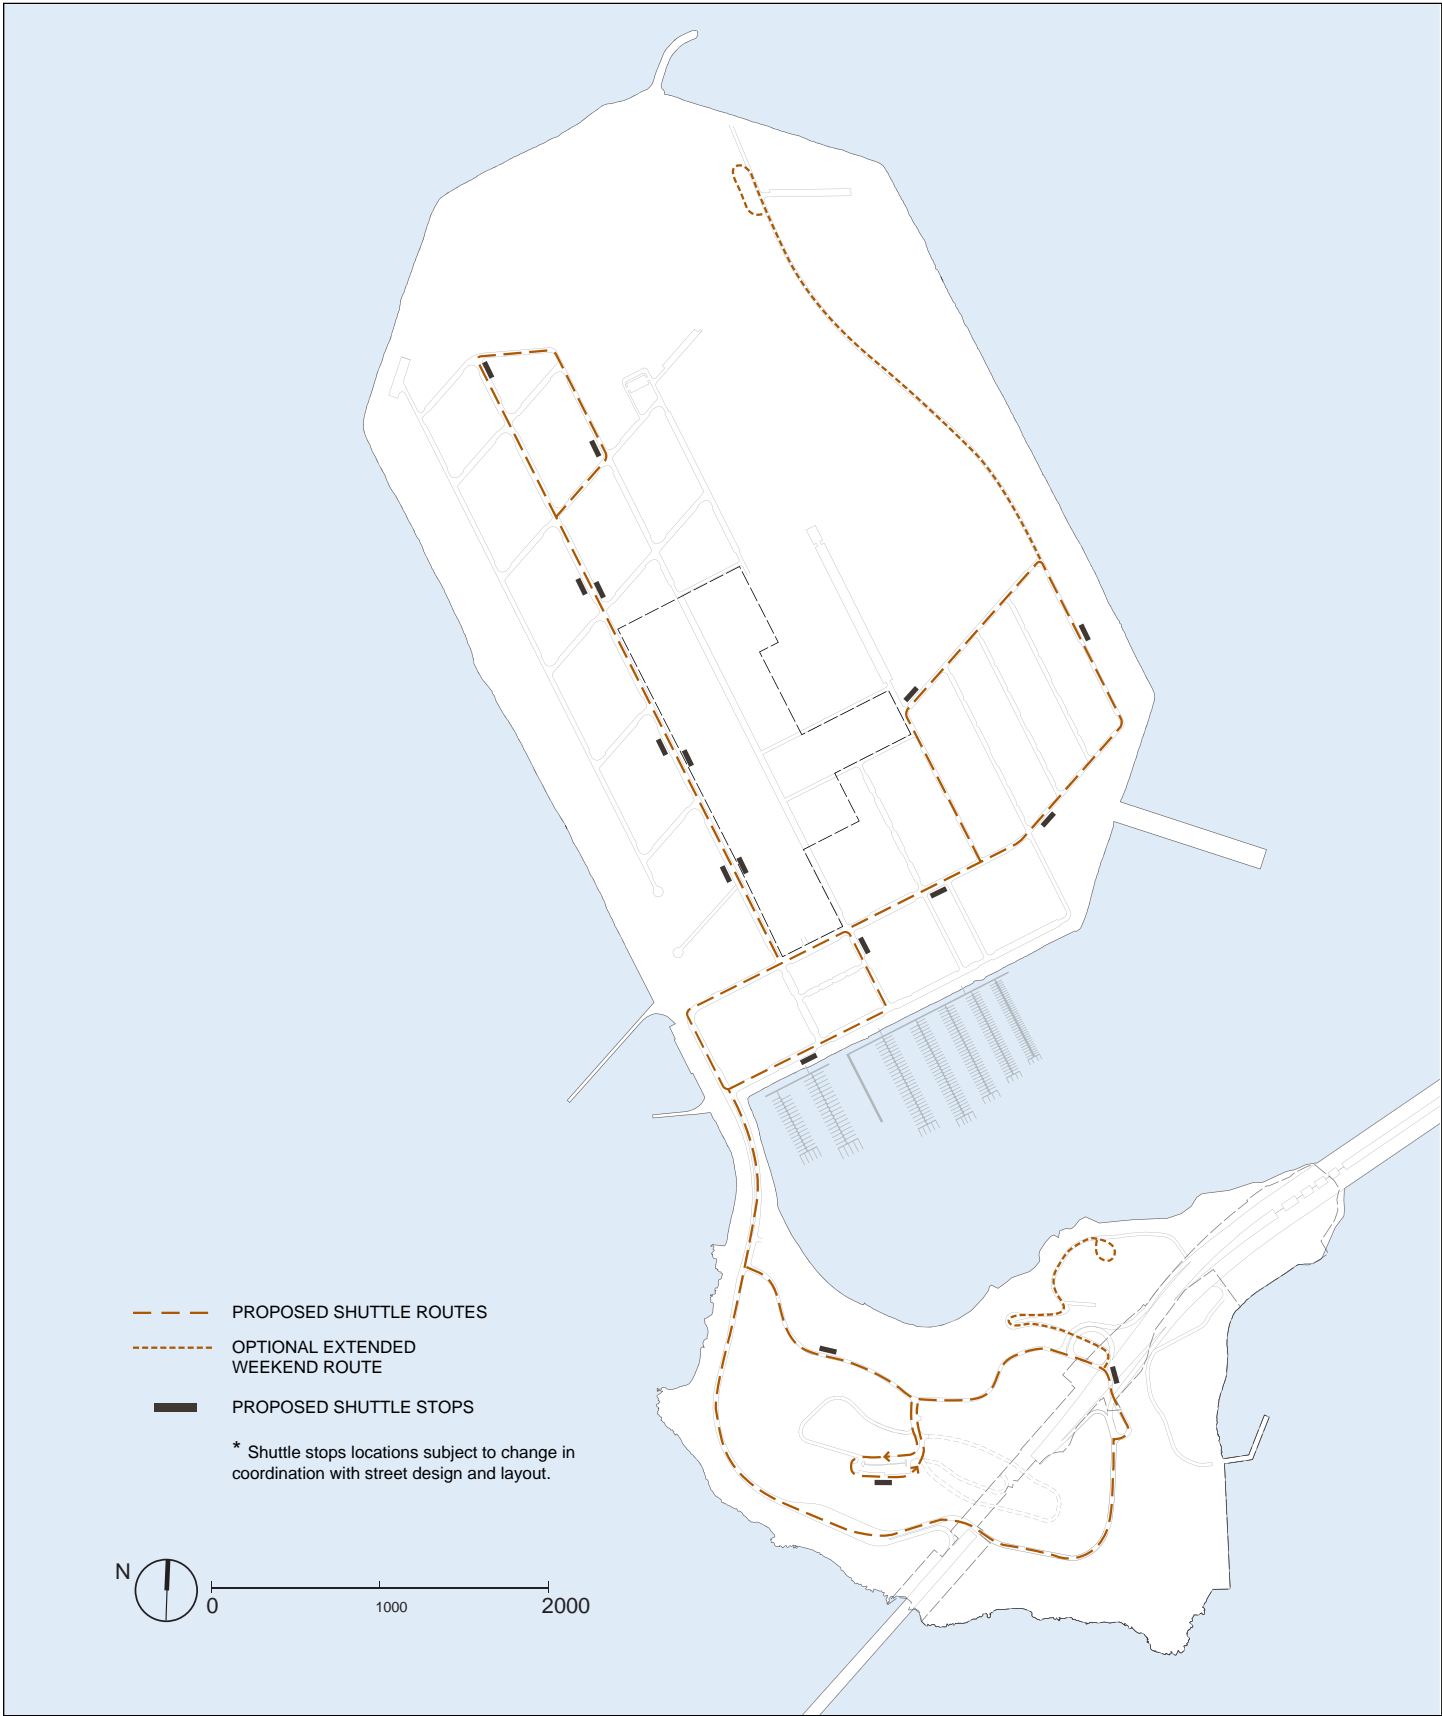 PROPOSED SHUTTLE ROUTES
OPTIONAL EXTENDED
WEEKEND ROUTE
PROPOSED SHUTTLE STOPS
* Shuttle stops locations subject to change in
coordination with street design and layout.
N
0 1000 2000